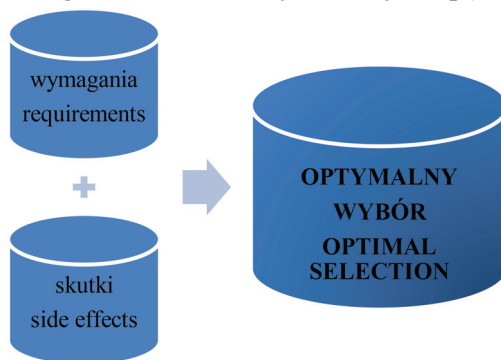 wymagania
requirements
+
skutki
side effects
OPTYMALNY
WYBÓR
OPTIMAL
SELECTION